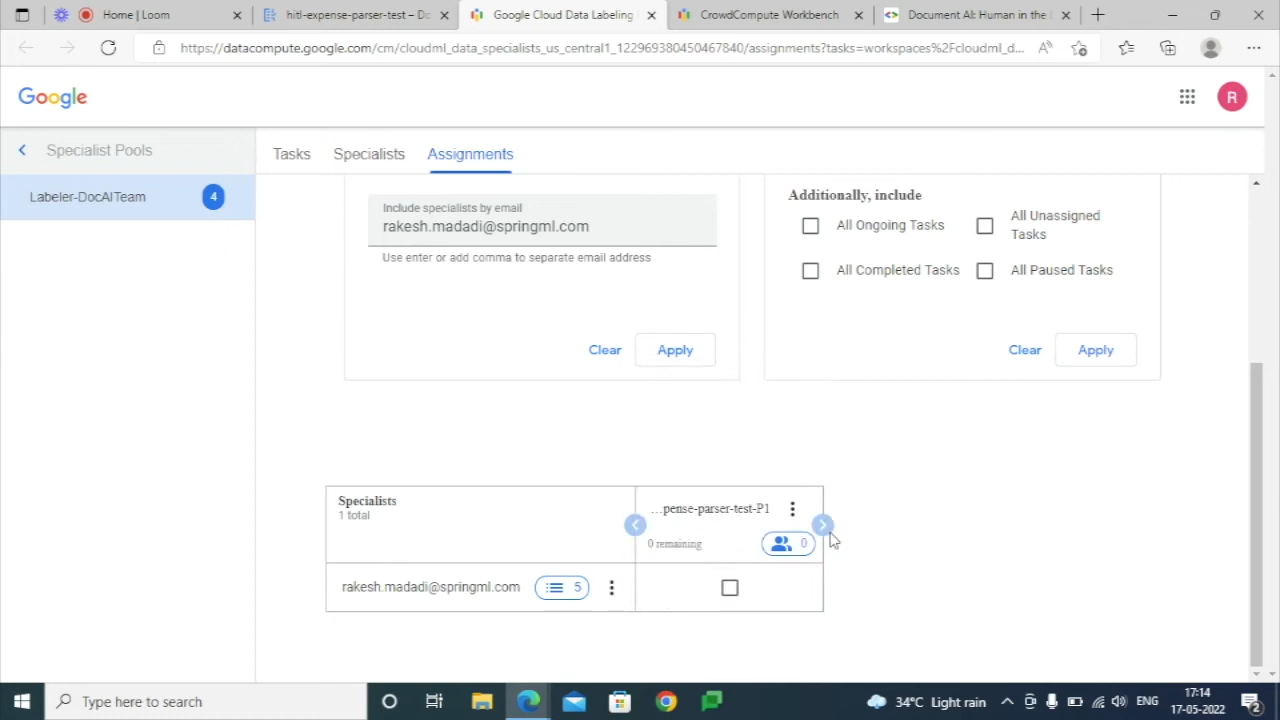 Home | Loom
hitl-expense-parser-test – Do
Google Cloud Data Labeling
CrowdCompute Workbench
Document AI: Human in the L
https://datacompute.google.com/cm/cloudml_data_specialists_us_central1_122969380450467840/assignments?tasks=workspaces%2Fcloudml_d...
Google
R
Specialist Pools
Tasks
Specialists
Assignments
Labeler-DocAITeam
4
Include specialists by email
rakesh.madadi@springml.com
Use enter or add comma to separate email address
Clear
Apply
Additionally, include
All Ongoing Tasks
All Unassigned
Tasks
All Completed Tasks
All Paused Tasks
Clear
Apply
Specialists
1 total
...pense-parser-test-P1
0 remaining
0
rakesh.madadi@springml.com
5
Type here to search
34°C Light rain
ENG
17:14
17-05-2022
2